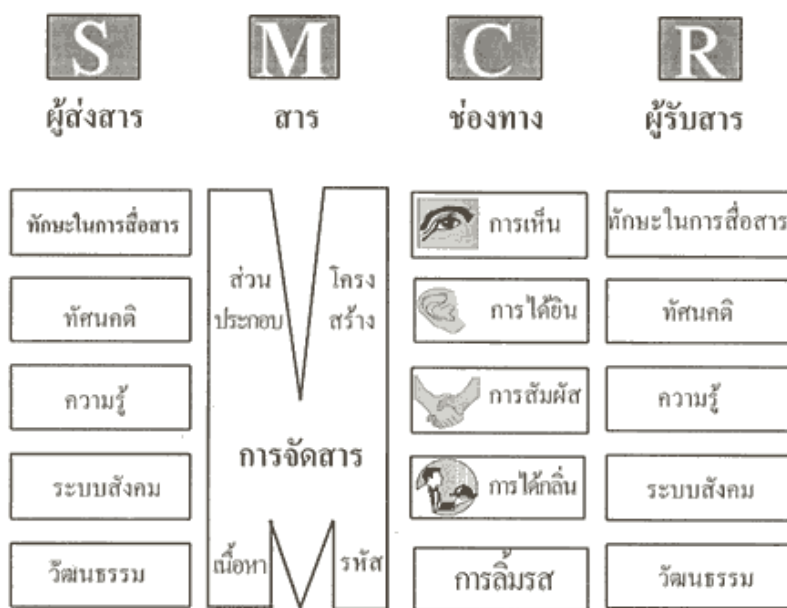 S M C R
ผู้ส่งสาร สาร ช่องทาง ผู้รับสาร
ทักษะในการสื่อสาร
ทัศนคติ
ความรู้
ระบบสังคม
วัฒนธรรม
ส่วน
ประกอบ
โครง
สร้าง
การจัดสาร
เนื้อหา
รหัส
การเห็น
การได้ยิน
การสัมผัส
การได้กลิ่น
การลิ้มรส
ทักษะในการสื่อสาร
ทัศนคติ
ความรู้
ระบบสังคม
วัฒนธรรม